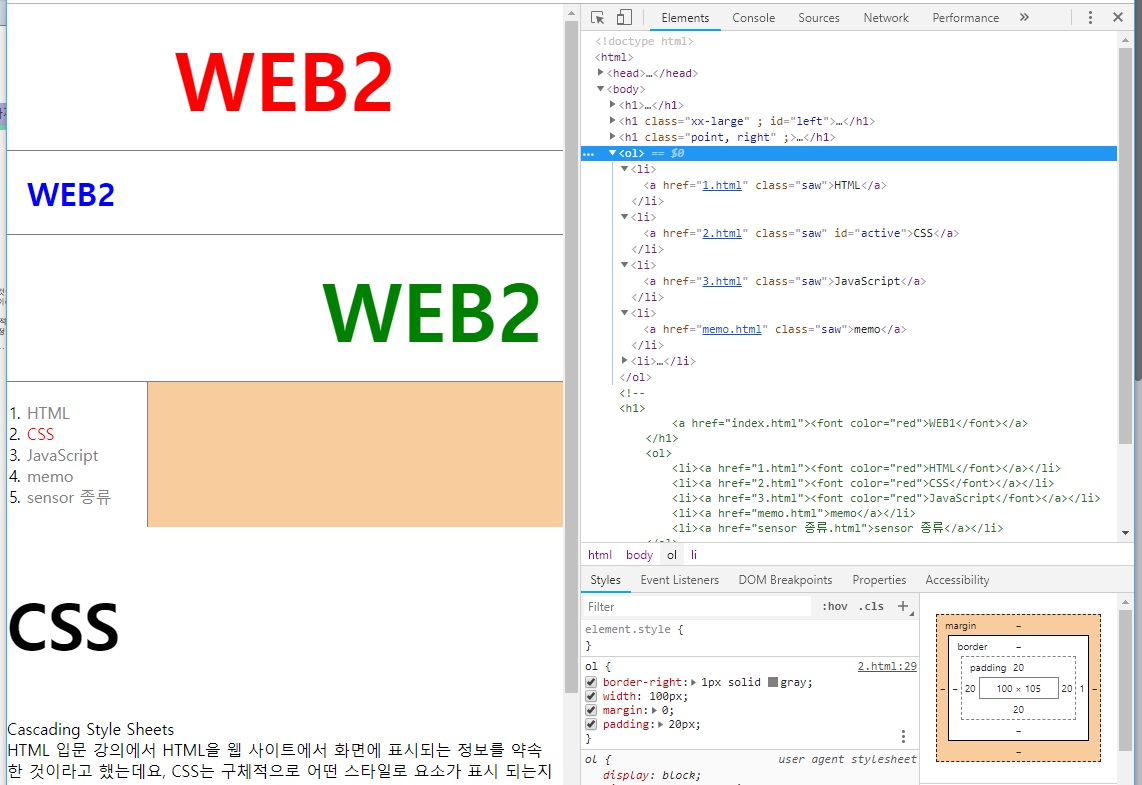 WEB2
WEB2
WEB2
1. HTML
2. CSS
3. JavaScript
4. memo
5. sensor 종류
CSS
Cascading Style Sheets
HTML 입문 강의에서 HTML을 웹 사이트에서 화면에 표시되는 정보를 약속
한 것이라고 했는데요, CSS는 구체적으로 어떤 스타일로 요소가 표시 되는지
Elements Console Sources Network Performance »
<!doctype html>
<html>
<head>…</head>
<body>
<h1>…</h1>
<h1 class="xx-large" ; id="left">…</h1>
<h1 class="point, right" ;>…</h1>
… <ol> == $0
<li>
<a href="1.html" class="saw">HTML</a>
</li>
<li>
<a href="2.html" class="saw" id="active">CSS</a>
</li>
<li>
<a href="3.html" class="saw">JavaScript</a>
</li>
<li>
<a href="memo.html" class="saw">memo</a>
</li>
<li>…</li>
</ol>
<!--
<h1>
<a href="index.html"><font color="red">WEB1</font></a>
</h1>
<ol>
<li><a href="1.html"><font color="red">HTML</font></a></li>
<li><a href="2.html"><font color="red">CSS</font></a></li>
<li><a href="3.html"><font color="red">JavaScript</font></a></li>
<li><a href="memo.html">memo</a></li>
<li><a href="sensor 종류.html">sensor 종류</a></li>
html body ol li
Styles Event Listeners DOM Breakpoints Properties Accessibility
Filter :hov .cls +
element.style {
}
ol { 2.html:29
border-right: 1px solid gray;
width: 100px;
margin: 0;
padding: 20px;
}
ol { user agent stylesheet
display: block;
margin –
border –
padding 20
– – 20 100 × 105 20 1 –
20
–
–